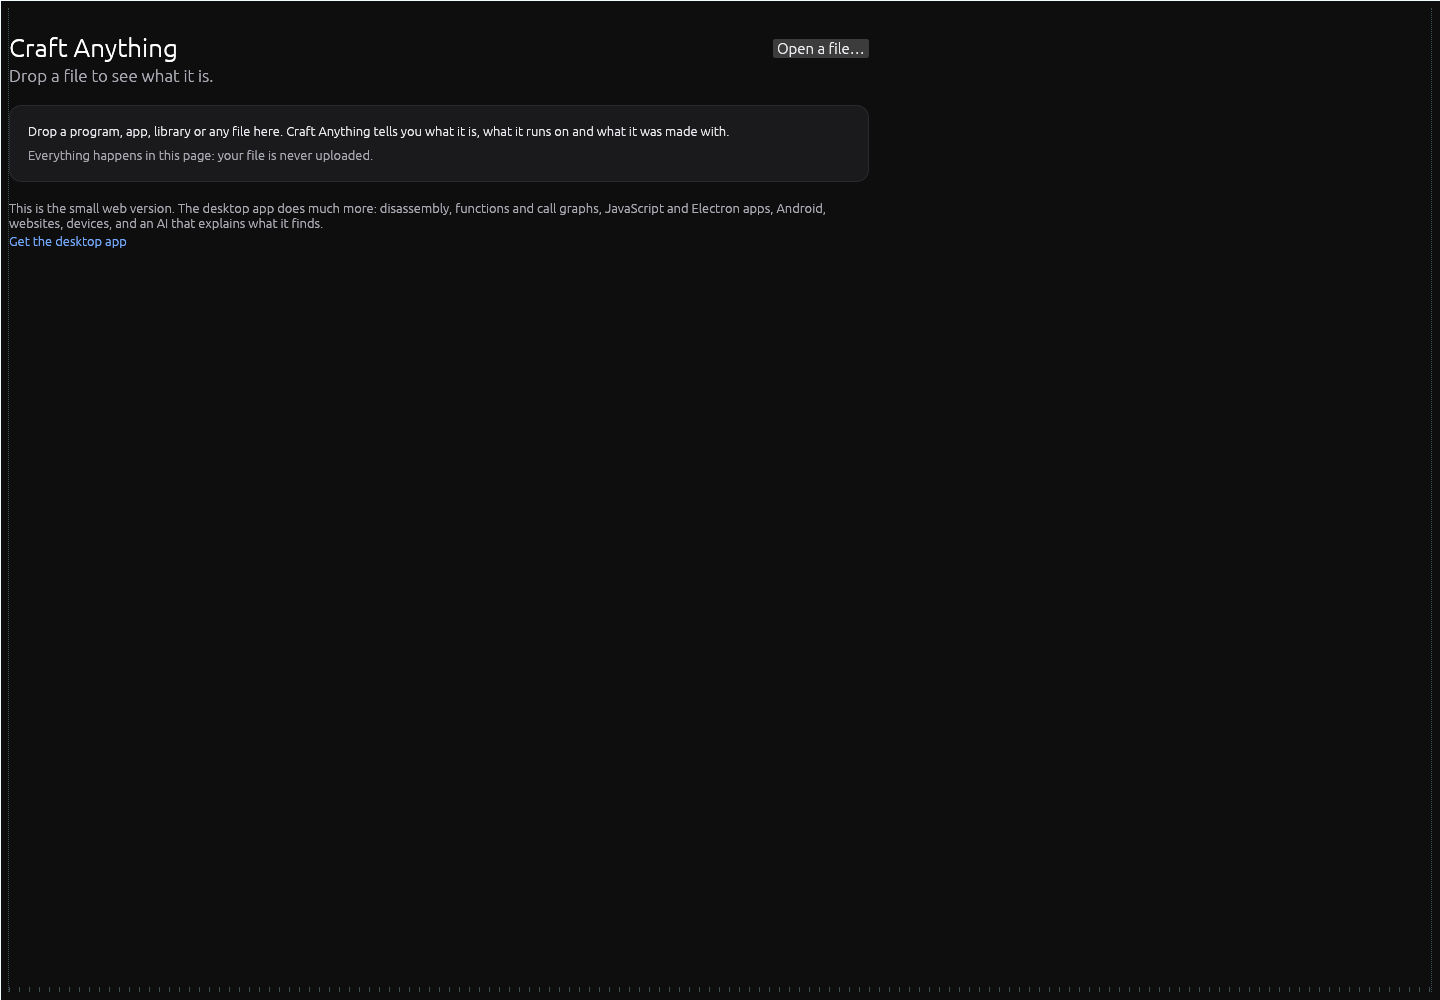 Craft Anything
Open a file...
Drop a file to see what it is.
Drop a program, app, library or any file here. Craft Anything tells you what it is, what it runs on and what it was made with.
Everything happens in this page: your file is never uploaded.
This is the small web version. The desktop app does much more: disassembly, functions and call graphs, JavaScript and Electron apps, Android,
websites, devices, and an AI that explains what it finds.
Get the desktop app